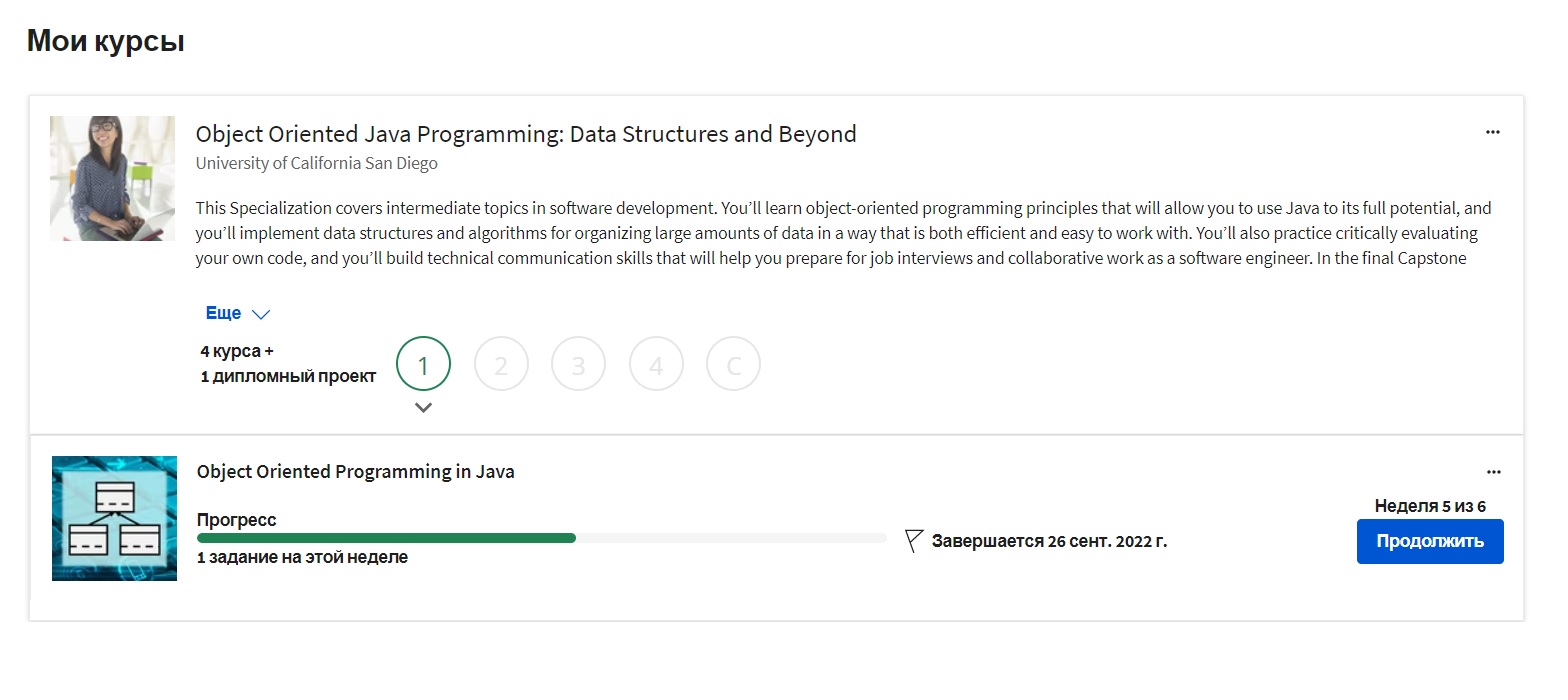 Мои курсы
Object Oriented Java Programming: Data Structures and Beyond
University of California San Diego
This Specialization covers intermediate topics in software development. You’ll learn object-oriented programming principles that will allow you to use Java to its full potential, and
you’ll implement data structures and algorithms for organizing large amounts of data in a way that is both efficient and easy to work with. You’ll also practice critically evaluating
your own code, and you’ll build technical communication skills that will help you prepare for job interviews and collaborative work as a software engineer. In the final Capstone
Еще
4 курса +
1 дипломный проект
1 2 3 4 C
Object Oriented Programming in Java
Прогресс
1 задание на этой неделе
Завершается 26 сент. 2022 г.
Неделя 5 из 6
Продолжить